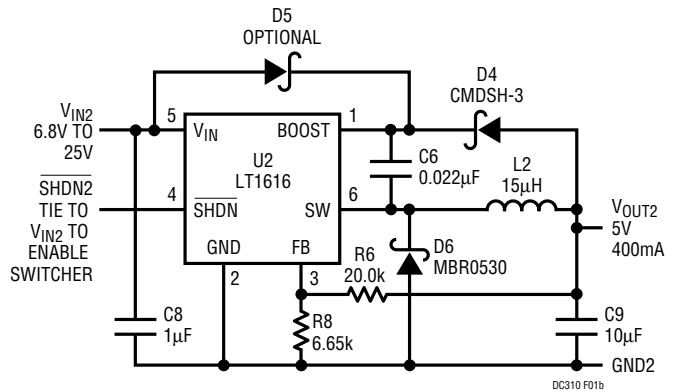 D5
OPTIONAL
D4
CMDSH-3
V_IN2
6.8V TO
25V
5
V_IN
BOOST
1
U2
LT1616
C6
0.022µF
L2
15µH
S̅H̅D̅N̅2̅
TIE TO
V_IN2 TO
ENABLE
SWITCHER
4
S̅H̅D̅N̅
SW
6
V_OUT2
5V
400mA
GND
FB
2
3
R6
20.0k
D6
MBR0530
C8
1µF
R8
6.65k
C9
10µF
GND2
DC310 F01b